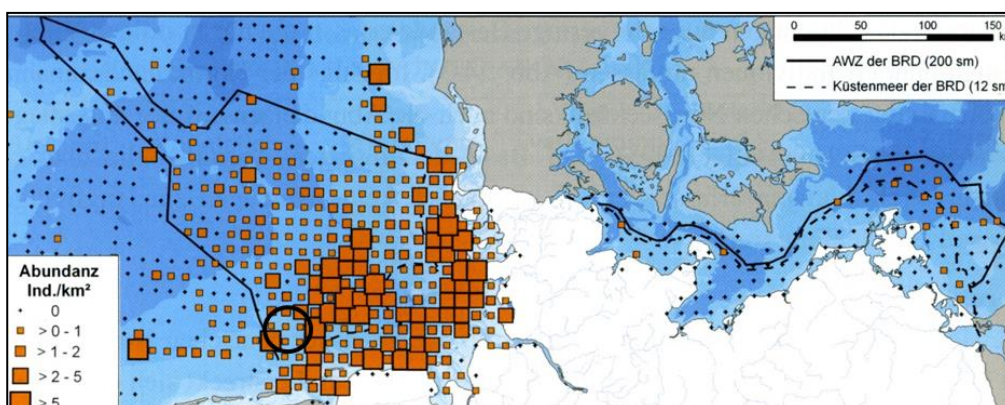 0 50 100 150
km
AWZ der BRD (200 sm)
Küstenmeer der BRD (12 sm
Abundanz
Ind./km²
0
>0 - 1
>1 - 2
>2 - 5
>5